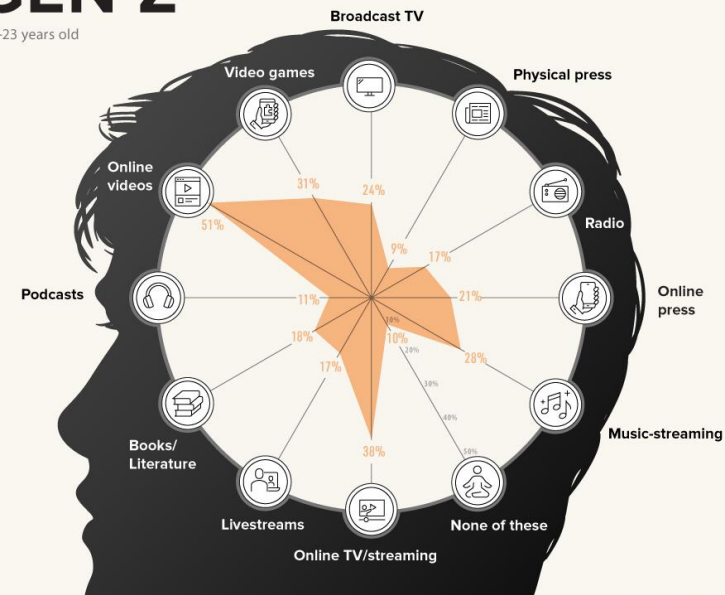 GEN Z
-23 years old
Broadcast TV
Video games
Physical press
Online
videos
Radio
Podcasts
Online
press
Music-streaming
Books/
Literature
Livestreams
None of these
Online TV/streaming
31%
24%
9%
17%
51%
21%
11%
18%
10%
28%
17%
38%
10%
20%
30%
40%
50%